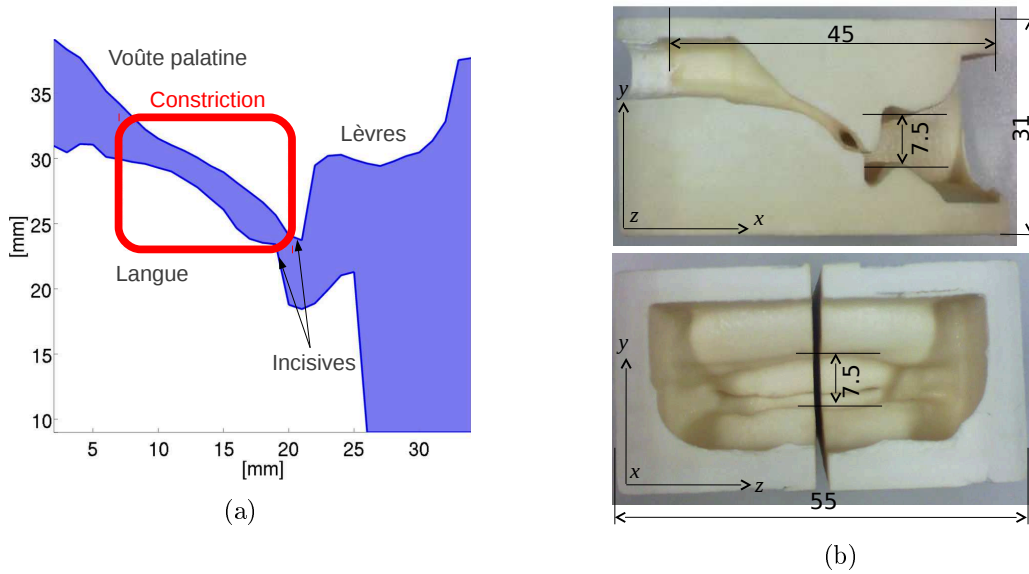 Voûte palatine
Constriction
Lèvres
Langue
Incisives
35
30
25
20
15
10
[mm]
5
10
15
20
25
30
[mm]
(a)
45
y
7.5
31
z
x
y
7.5
x
z
55
(b)